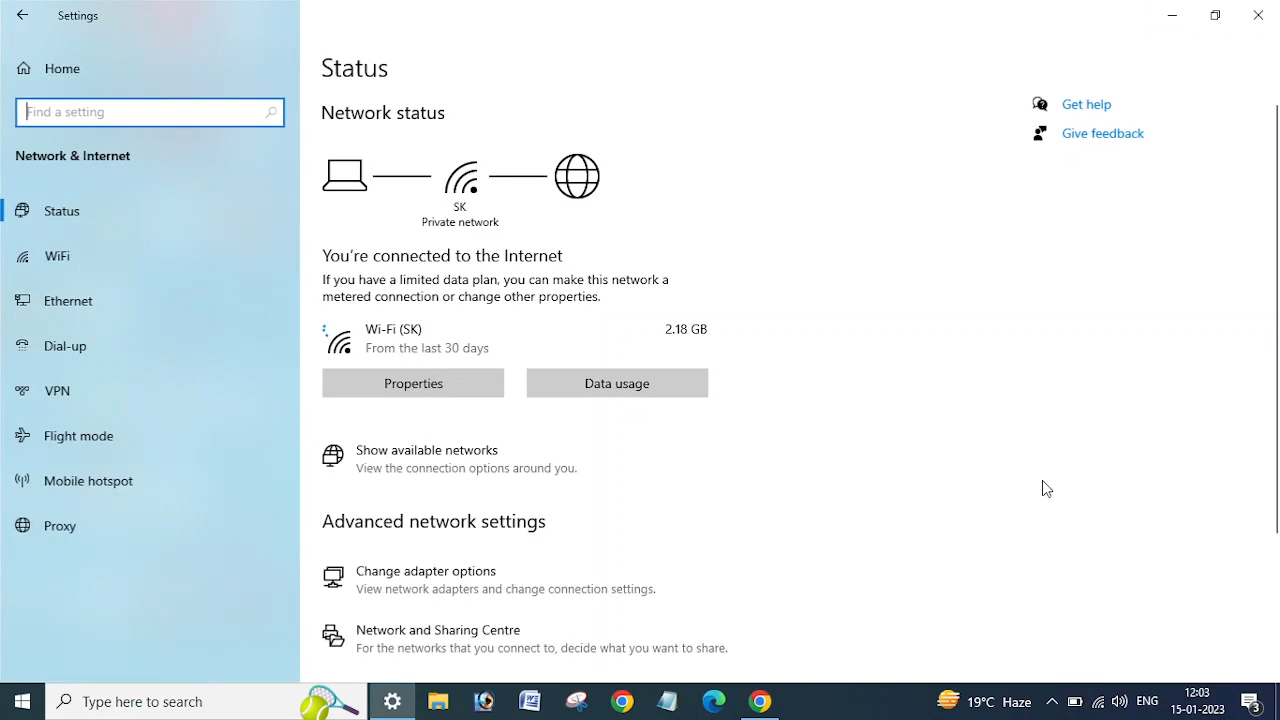 Settings
Home
Find a setting
Network & Internet
Status
WiFi
Ethernet
Dial-up
VPN
Flight mode
Mobile hotspot
Proxy
Status
Network status
SK
Private network
You're connected to the Internet
If you have a limited data plan, you can make this network a
metered connection or change other properties.
Wi-Fi (SK)
2.18 GB
From the last 30 days
Properties
Data usage
Show available networks
View the connection options around you.
Advanced network settings
Change adapter options
View network adapters and change connection settings.
Network and Sharing Centre
For the networks that you connect to, decide what you want to share.
Get help
Give feedback
Type here to search
19°C Haze
ENG
12:03
15-01-2023
3